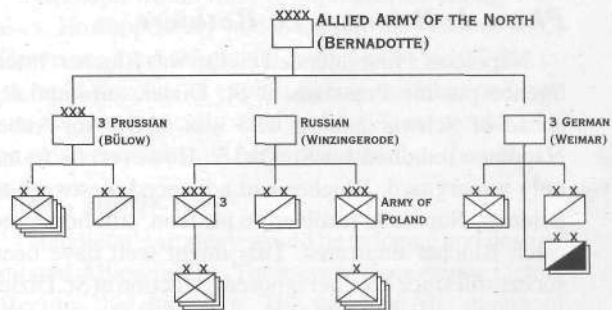 XXXX ALLIED ARMY OF THE NORTH
(BERNADOTTE)
XXX
3 PRUSSIAN
(BÜLOW)
RUSSIAN
(WINZINGERODE)
3 GERMAN
(WEIMAR)
X X
X X
XXX 3
X X
XXX ARMY OF
POLAND
X X
X X
X X
X X
X X